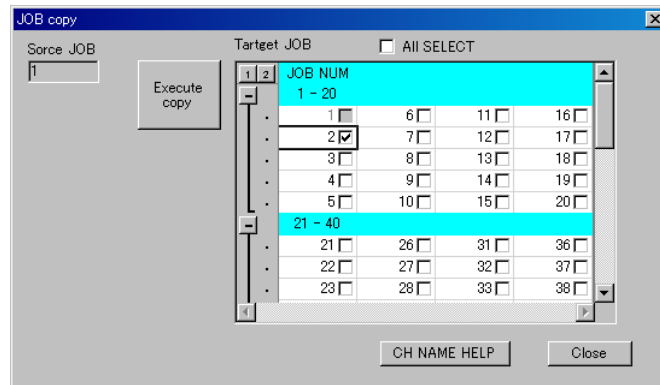 JOB copy
Sorce JOB
Tartget JOB
All SELECT
1
Execute
copy
1 2 JOB NUM
1 - 20
1 6 11 16
2 7 12 17
3 8 13 18
4 9 14 19
5 10 15 20
21 - 40
21 26 31 36
22 27 32 37
23 28 33 38
CH NAME HELP
Close